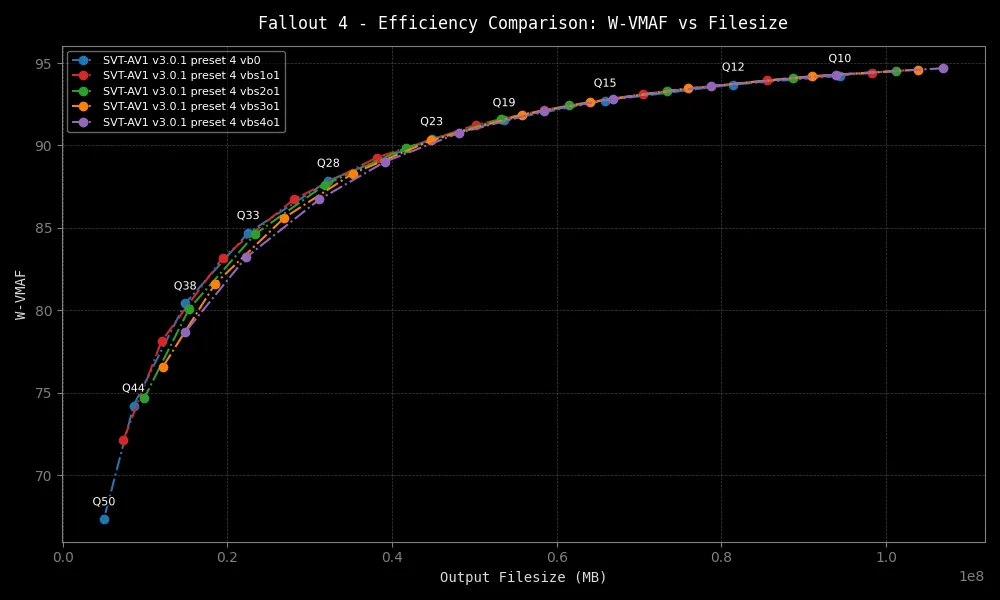 Fallout 4 - Efficiency Comparison: W-VMAF vs Filesize
SVT-AV1 v3.0.1 preset 4 vb0
SVT-AV1 v3.0.1 preset 4 vbs1o1
SVT-AV1 v3.0.1 preset 4 vbs2o1
SVT-AV1 v3.0.1 preset 4 vbs3o1
SVT-AV1 v3.0.1 preset 4 vbs4o1
95
90
85
80
75
70
W-VMAF
Q10
Q12
Q15
Q19
Q23
Q28
Q33
Q38
Q44
Q50
0.0
0.2
0.4
0.6
0.8
1.0
1e8
Output Filesize (MB)